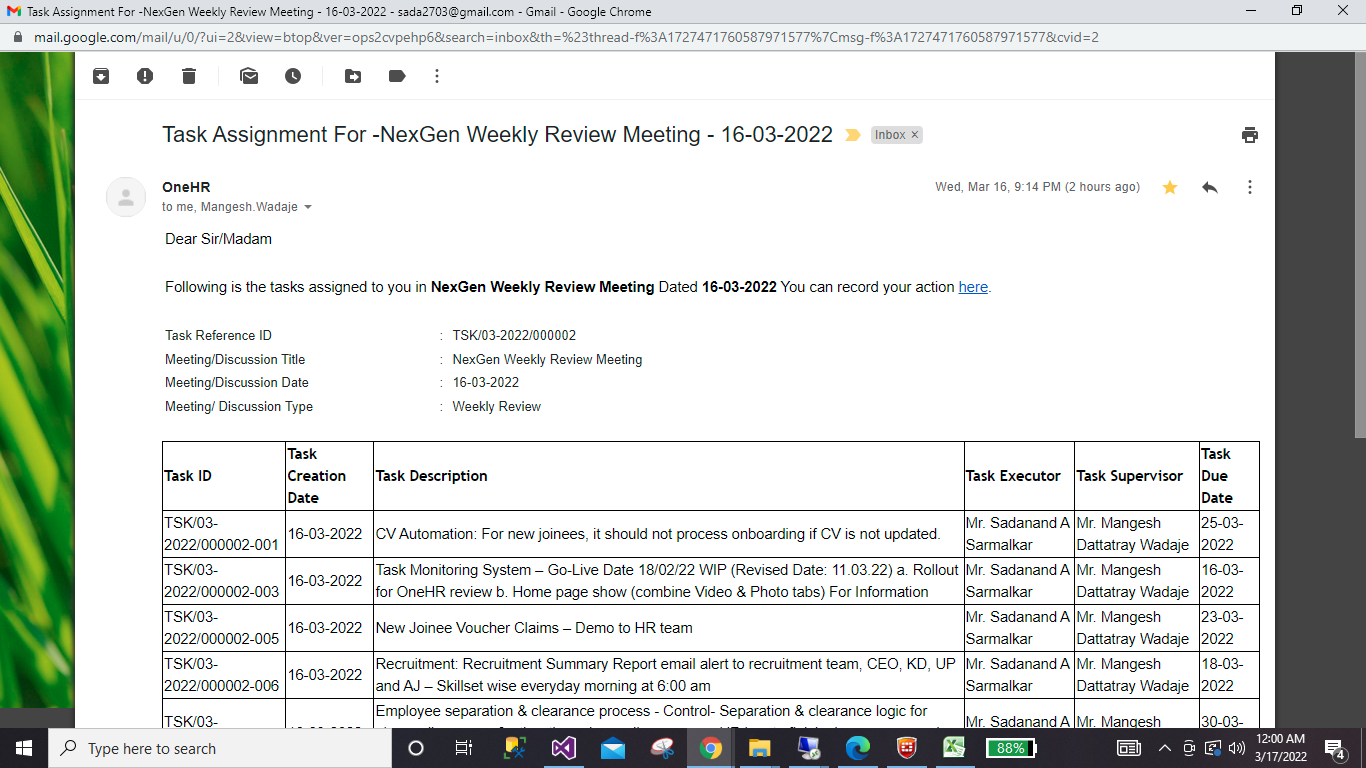 Task Assignment For -NexGen Weekly Review Meeting - 16-03-2022 - sada2703@gmail.com - Gmail - Google Chrome
mail.google.com/mail/u/0/?ui=2&view=btop&ver=ops2cvpehp6&search=inbox&th=%23thread-f%3A1727471760587971577%7Cmsg-f%3A1727471760587971577&cvid=2
Task Assignment For -NexGen Weekly Review Meeting - 16-03-2022 Inbox ×
OneHR Wed, Mar 16, 9:14 PM (2 hours ago)
to me, Mangesh.Wadaje
Dear Sir/Madam
Following is the tasks assigned to you in NexGen Weekly Review Meeting Dated 16-03-2022 You can record your action here.
Task Reference ID : TSK/03-2022/000002
Meeting/Discussion Title : NexGen Weekly Review Meeting
Meeting/Discussion Date : 16-03-2022
Meeting/ Discussion Type : Weekly Review
Task ID
Task
Creation
Date
Task Description
Task Executor
Task Supervisor
Task
Due
Date
TSK/03-
2022/000002-001
16-03-2022
CV Automation: For new joinees, it should not process onboarding if CV is not updated.
Mr. Sadanand A
Sarmalkar
Mr. Mangesh
Dattatray Wadaje
25-03-
2022
TSK/03-
2022/000002-003
16-03-2022
Task Monitoring System – Go-Live Date 18/02/22 WIP (Revised Date: 11.03.22) a. Rollout
for OneHR review b. Home page show (combine Video & Photo tabs) For Information
Mr. Sadanand A
Sarmalkar
Mr. Mangesh
Dattatray Wadaje
16-03-
2022
TSK/03-
2022/000002-005
16-03-2022
New Joinee Voucher Claims – Demo to HR team
Mr. Sadanand A
Sarmalkar
Mr. Mangesh
Dattatray Wadaje
23-03-
2022
TSK/03-
2022/000002-006
16-03-2022
Recruitment: Recruitment Summary Report email alert to recruitment team, CEO, KD, UP
and AJ – Skillset wise everyday morning at 6:00 am
Mr. Sadanand A
Sarmalkar
Mr. Mangesh
Dattatray Wadaje
18-03-
2022
TSK/03-
Employee separation & clearance process - Control- Separation & clearance logic for
Mr. Sadanand A
Mr. Mangesh
30-03-
Type here to search
88%
12:00 AM
3/17/2022
4